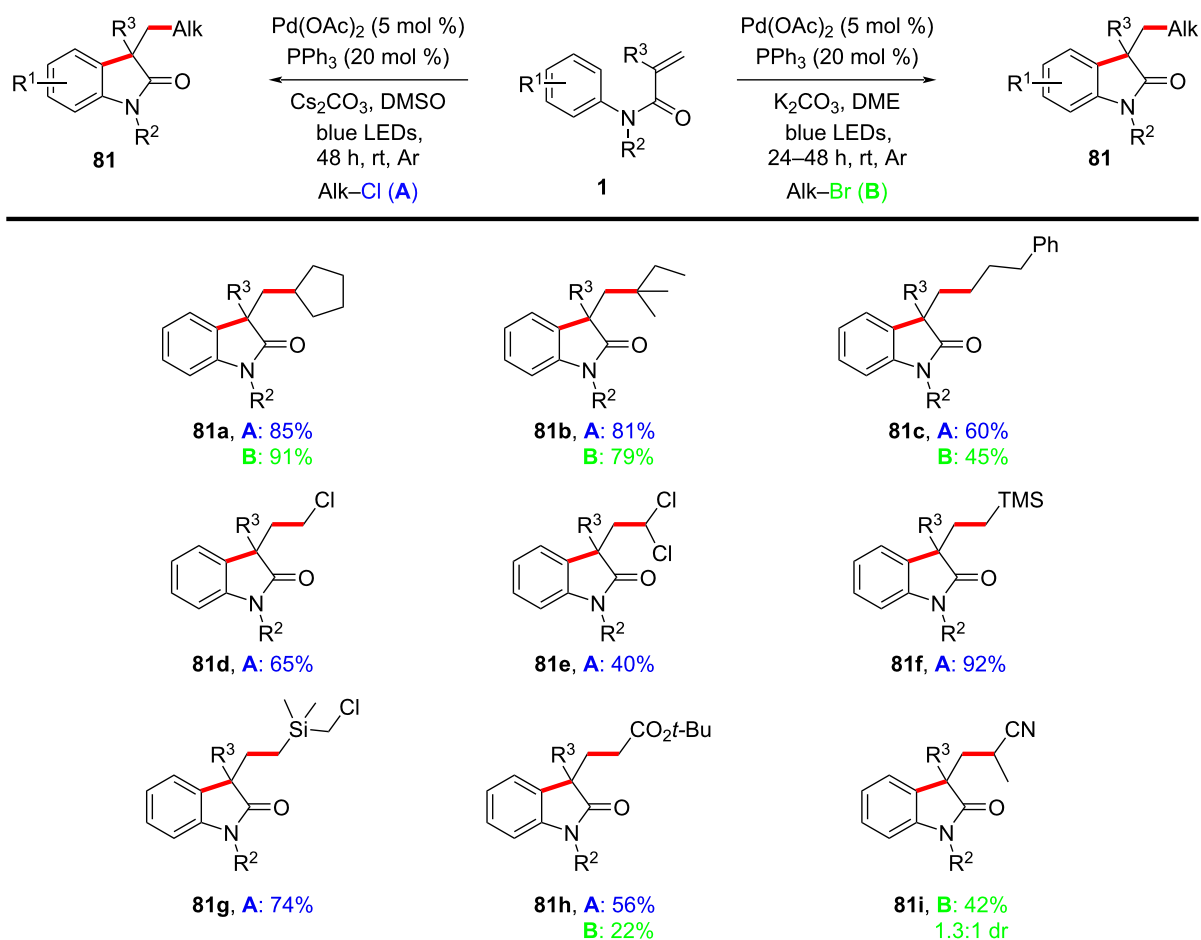 R³ Alk
R¹
O
N
R²
81
Pd(OAc)₂ (5 mol %)
PPh₃ (20 mol %)
Cs₂CO₃, DMSO
blue LEDs,
48 h, rt, Ar
Alk–Cl (A)
R³
R¹
N
O
R²
1
Pd(OAc)₂ (5 mol %)
PPh₃ (20 mol %)
K₂CO₃, DME
blue LEDs,
24–48 h, rt, Ar
Alk–Br (B)
R³ Alk
R¹
O
N
R²
81
R³
O
N
R²
81a, A: 85%
B: 91%
R³
O
N
R²
81b, A: 81%
B: 79%
Ph
R³
O
N
R²
81c, A: 60%
B: 45%
Cl
R³
O
N
R²
81d, A: 65%
Cl
R³
Cl
O
N
R²
81e, A: 40%
TMS
R³
O
N
R²
81f, A: 92%
Cl
Si
R³
O
N
R²
81g, A: 74%
CO₂t-Bu
R³
O
N
R²
81h, A: 56%
B: 22%
CN
R³
O
N
R²
81i, B: 42%
1.3:1 dr